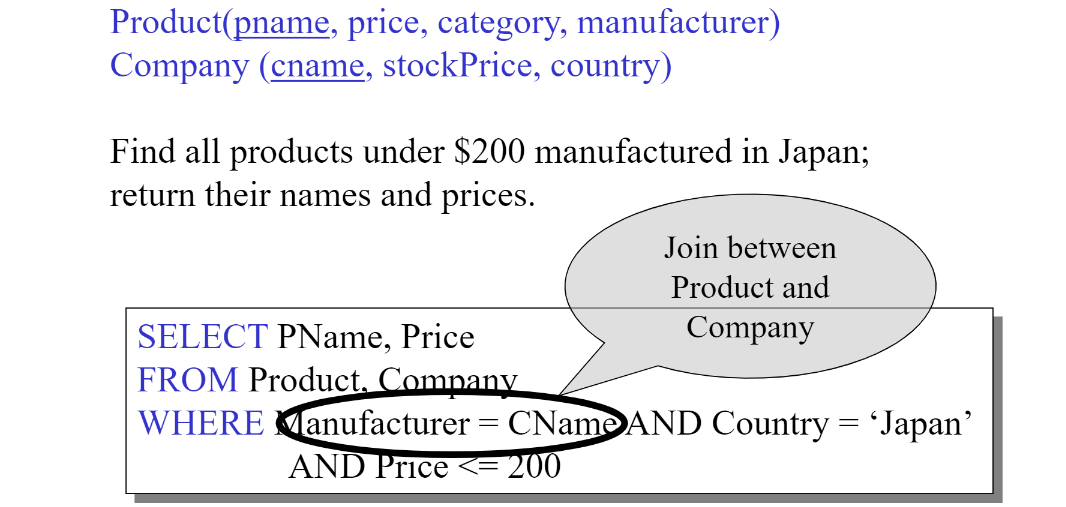 Product(pname, price, category, manufacturer)
Company (cname, stockPrice, country)
Find all products under $200 manufactured in Japan;
return their names and prices.
Join between
Product and
Company
SELECT PName, Price
FROM Product, Company
WHERE Manufacturer = CName AND Country = ‘Japan’
AND Price <= 200